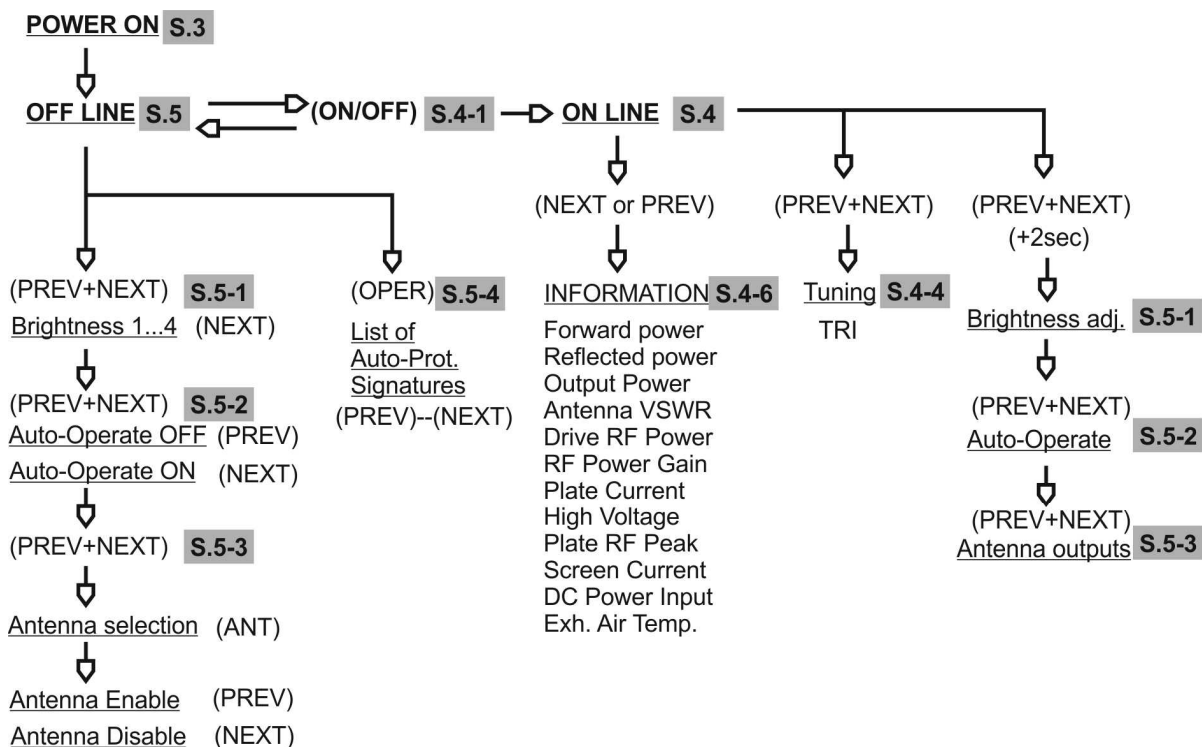 POWER ON S.3
OFF LINE S.5 (ON/OFF) S.4-1 ON LINE S.4
(NEXT or PREV) (PREV+NEXT) (PREV+NEXT)
(+2sec)
(PREV+NEXT) S.5-1
Brightness 1...4 (NEXT)
(PREV+NEXT) S.5-2
Auto-Operate OFF (PREV)
Auto-Operate ON (NEXT)
(PREV+NEXT) S.5-3
Antenna selection (ANT)
Antenna Enable (PREV)
Antenna Disable (NEXT)
(OPER) S.5-4
List of
Auto-Prot.
Signatures
(PREV)--(NEXT)
INFORMATION S.4-6
Forward power
Reflected power
Output Power
Antenna VSWR
Drive RF Power
RF Power Gain
Plate Current
High Voltage
Plate RF Peak
Screen Current
DC Power Input
Exh. Air Temp.
Tuning S.4-4
TRI
Brightness adj. S.5-1
(PREV+NEXT)
Auto-Operate S.5-2
(PREV+NEXT)
Antenna outputs S.5-3